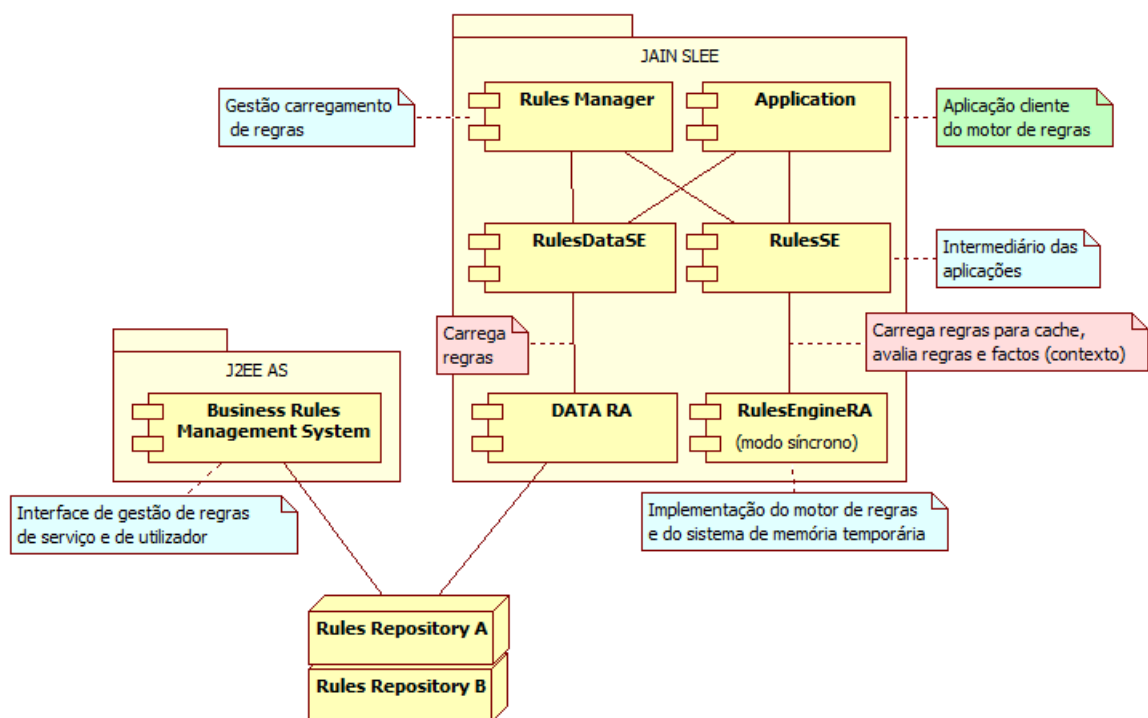 JAIN SLEE
Gestão carregamento
de regras
Rules Manager
Application
Aplicação cliente
do motor de regras
RulesDataSE
RulesSE
Intermediário das
aplicações
Carrega
regras
Carrega regras para cache,
avalia regras e factos (contexto)
J2EE AS
Business Rules
Management System
DATA RA
RulesEngineRA
(modo síncrono)
Interface de gestão de regras
de serviço e de utilizador
Implementação do motor de regras
e do sistema de memória temporária
Rules Repository A
Rules Repository B